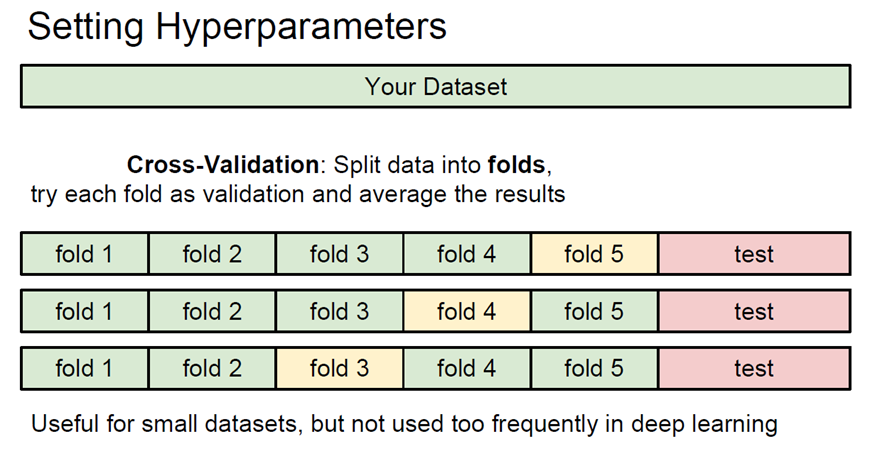 Setting Hyperparameters
Your Dataset
Cross-Validation: Split data into folds,
try each fold as validation and average the results
fold 1 fold 2 fold 3 fold 4 fold 5 test
fold 1 fold 2 fold 3 fold 4 fold 5 test
fold 1 fold 2 fold 3 fold 4 fold 5 test
Useful for small datasets, but not used too frequently in deep learning